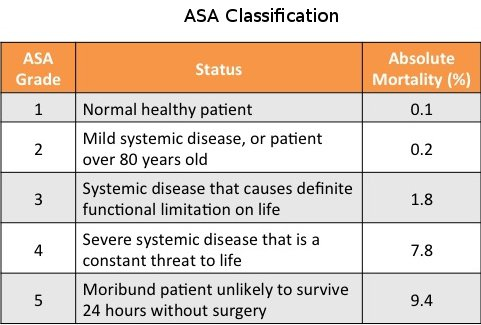 ASA Classification
ASA Grade Status Absolute Mortality (%)
1 Normal healthy patient 0.1
2 Mild systemic disease, or patient over 80 years old 0.2
3 Systemic disease that causes definite functional limitation on life 1.8
4 Severe systemic disease that is a constant threat to life 7.8
5 Moribund patient unlikely to survive 24 hours without surgery 9.4